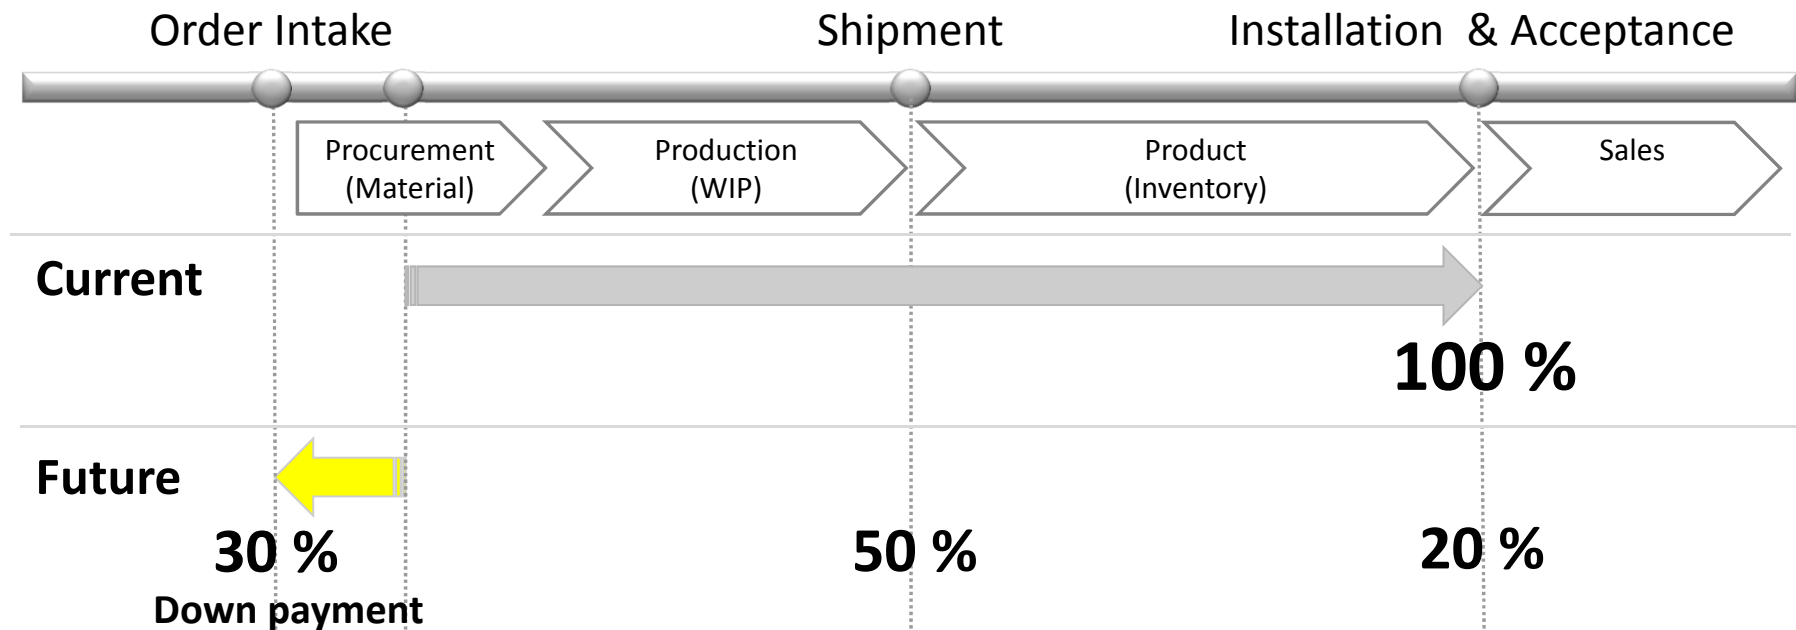 Order Intake
Shipment
Installation & Acceptance
Procurement
(Material)
Production
(WIP)
Product
(Inventory)
Sales
Current
100 %
Future
30 %
50 %
20 %
Down payment